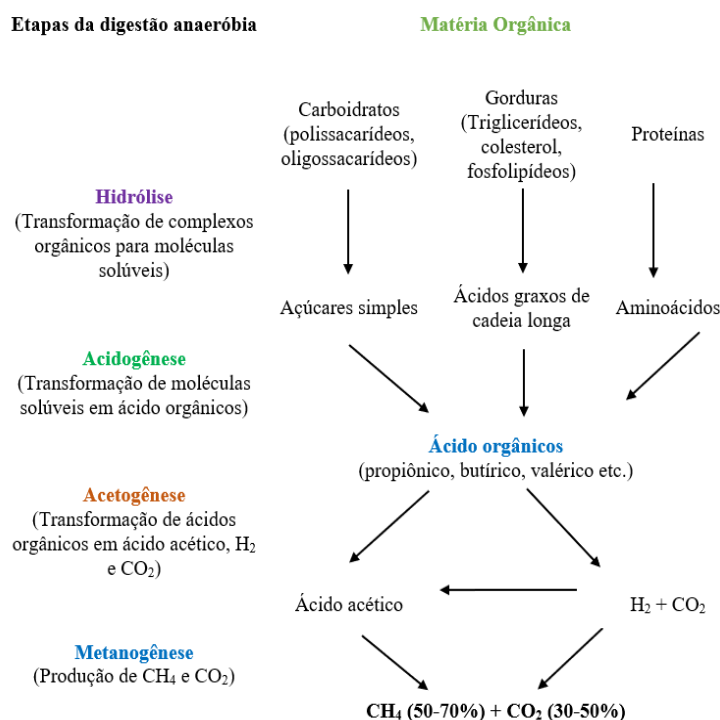 Etapas da digestão anaeróbia
Matéria Orgânica
Carboidratos
(polissacarídeos,
oligossacarídeos)
Gorduras
(Triglicerídeos,
colesterol,
fosfolipídeos)
Proteínas
Hidrólise
(Transformação de complexos
orgânicos para moléculas
solúveis)
Açúcares simples
Ácidos graxos de
cadeia longa
Aminoácidos
Acidogênese
(Transformação de moléculas
solúveis em ácido orgânicos)
Ácido orgânicos
(propiônico, butírico, valérico etc.)
Acetogênese
(Transformação de ácidos
orgânicos em ácido acético, H₂
e CO₂)
Ácido acético
H₂ + CO₂
Metanogênese
(Produção de CH₄ e CO₂)
CH₄ (50-70%) + CO₂ (30-50%)